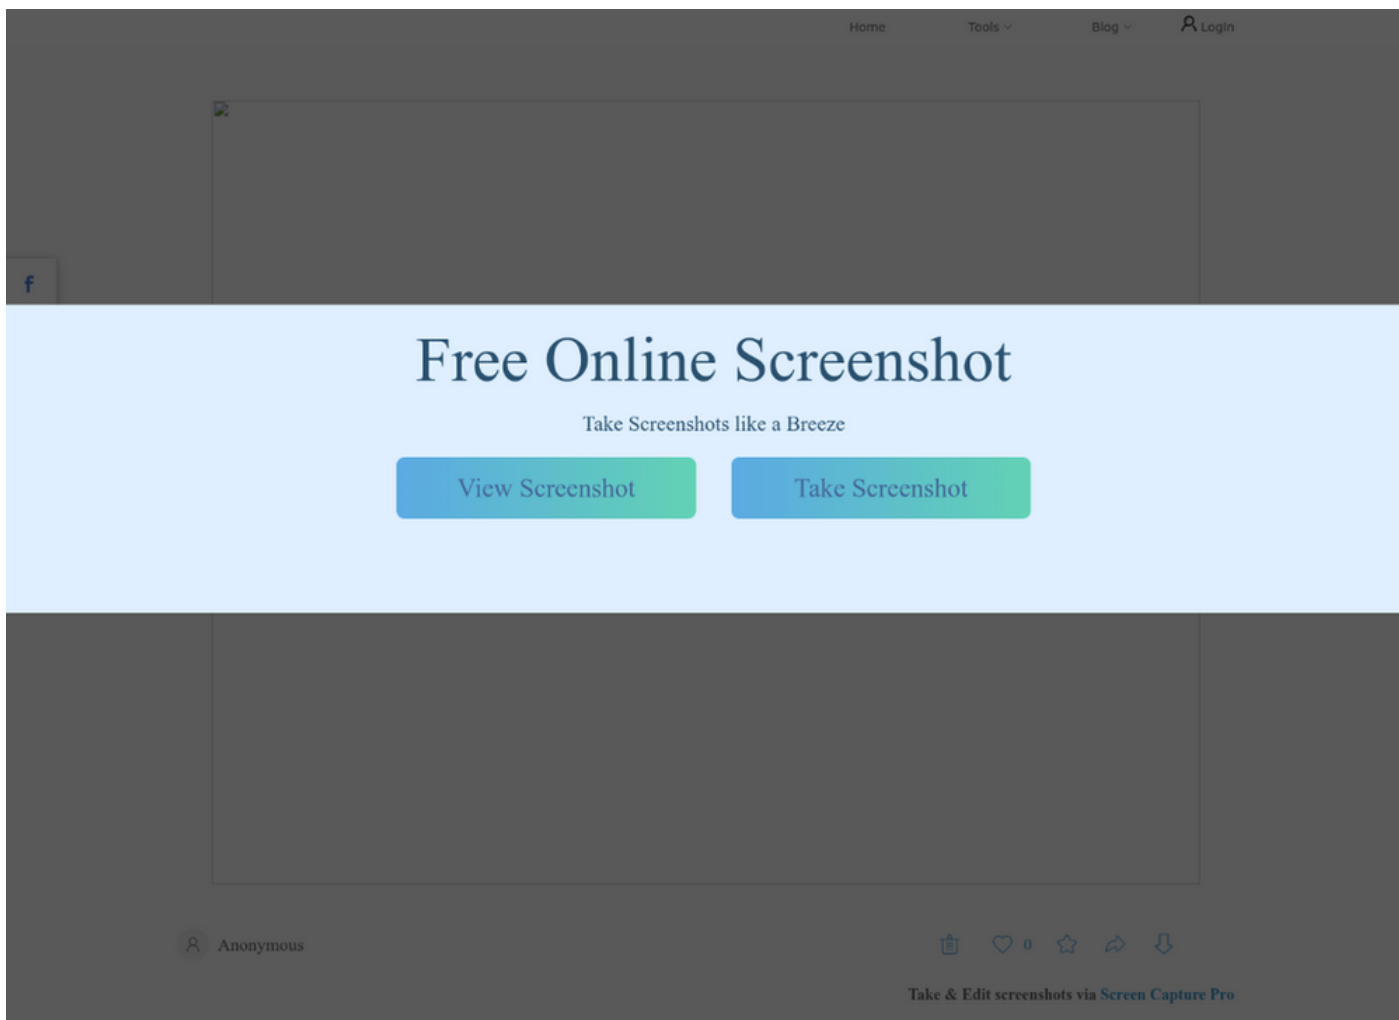 Home Tools Blog Login
f
Free Online Screenshot
Take Screenshots like a Breeze
View Screenshot Take Screenshot
Anonymous 0
Take & Edit screenshots via Screen Capture Pro